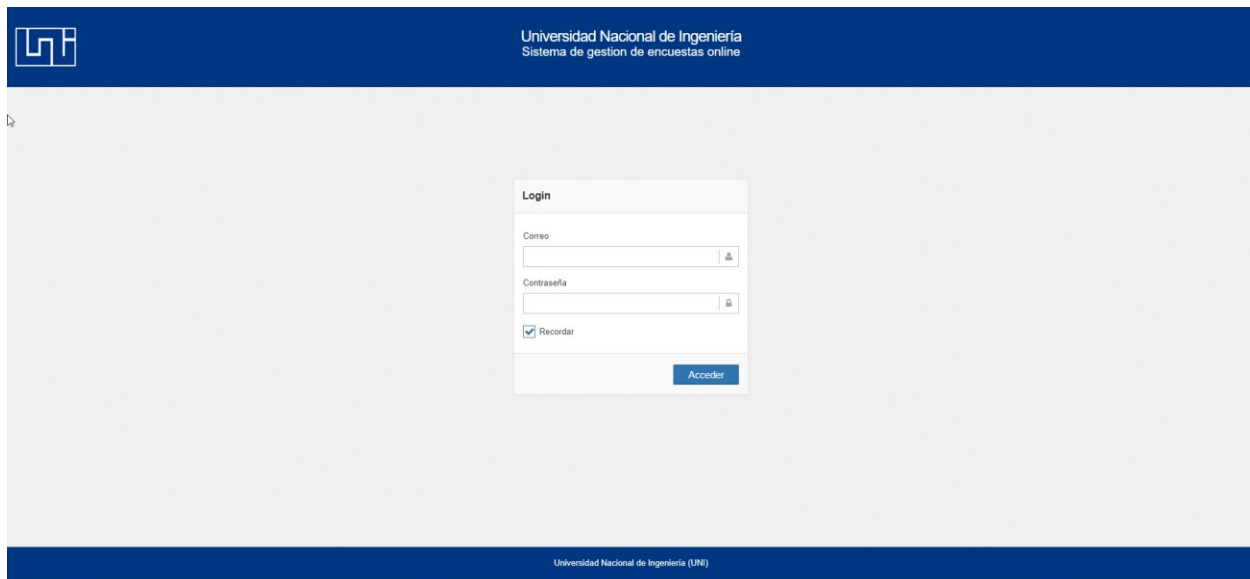 UNi
Universidad Nacional de Ingeniería
Sistema de gestion de encuestas online
Login
Correo
Contraseña
Recordar
Acceder
Universidad Nacional de Ingeniería (UNI)